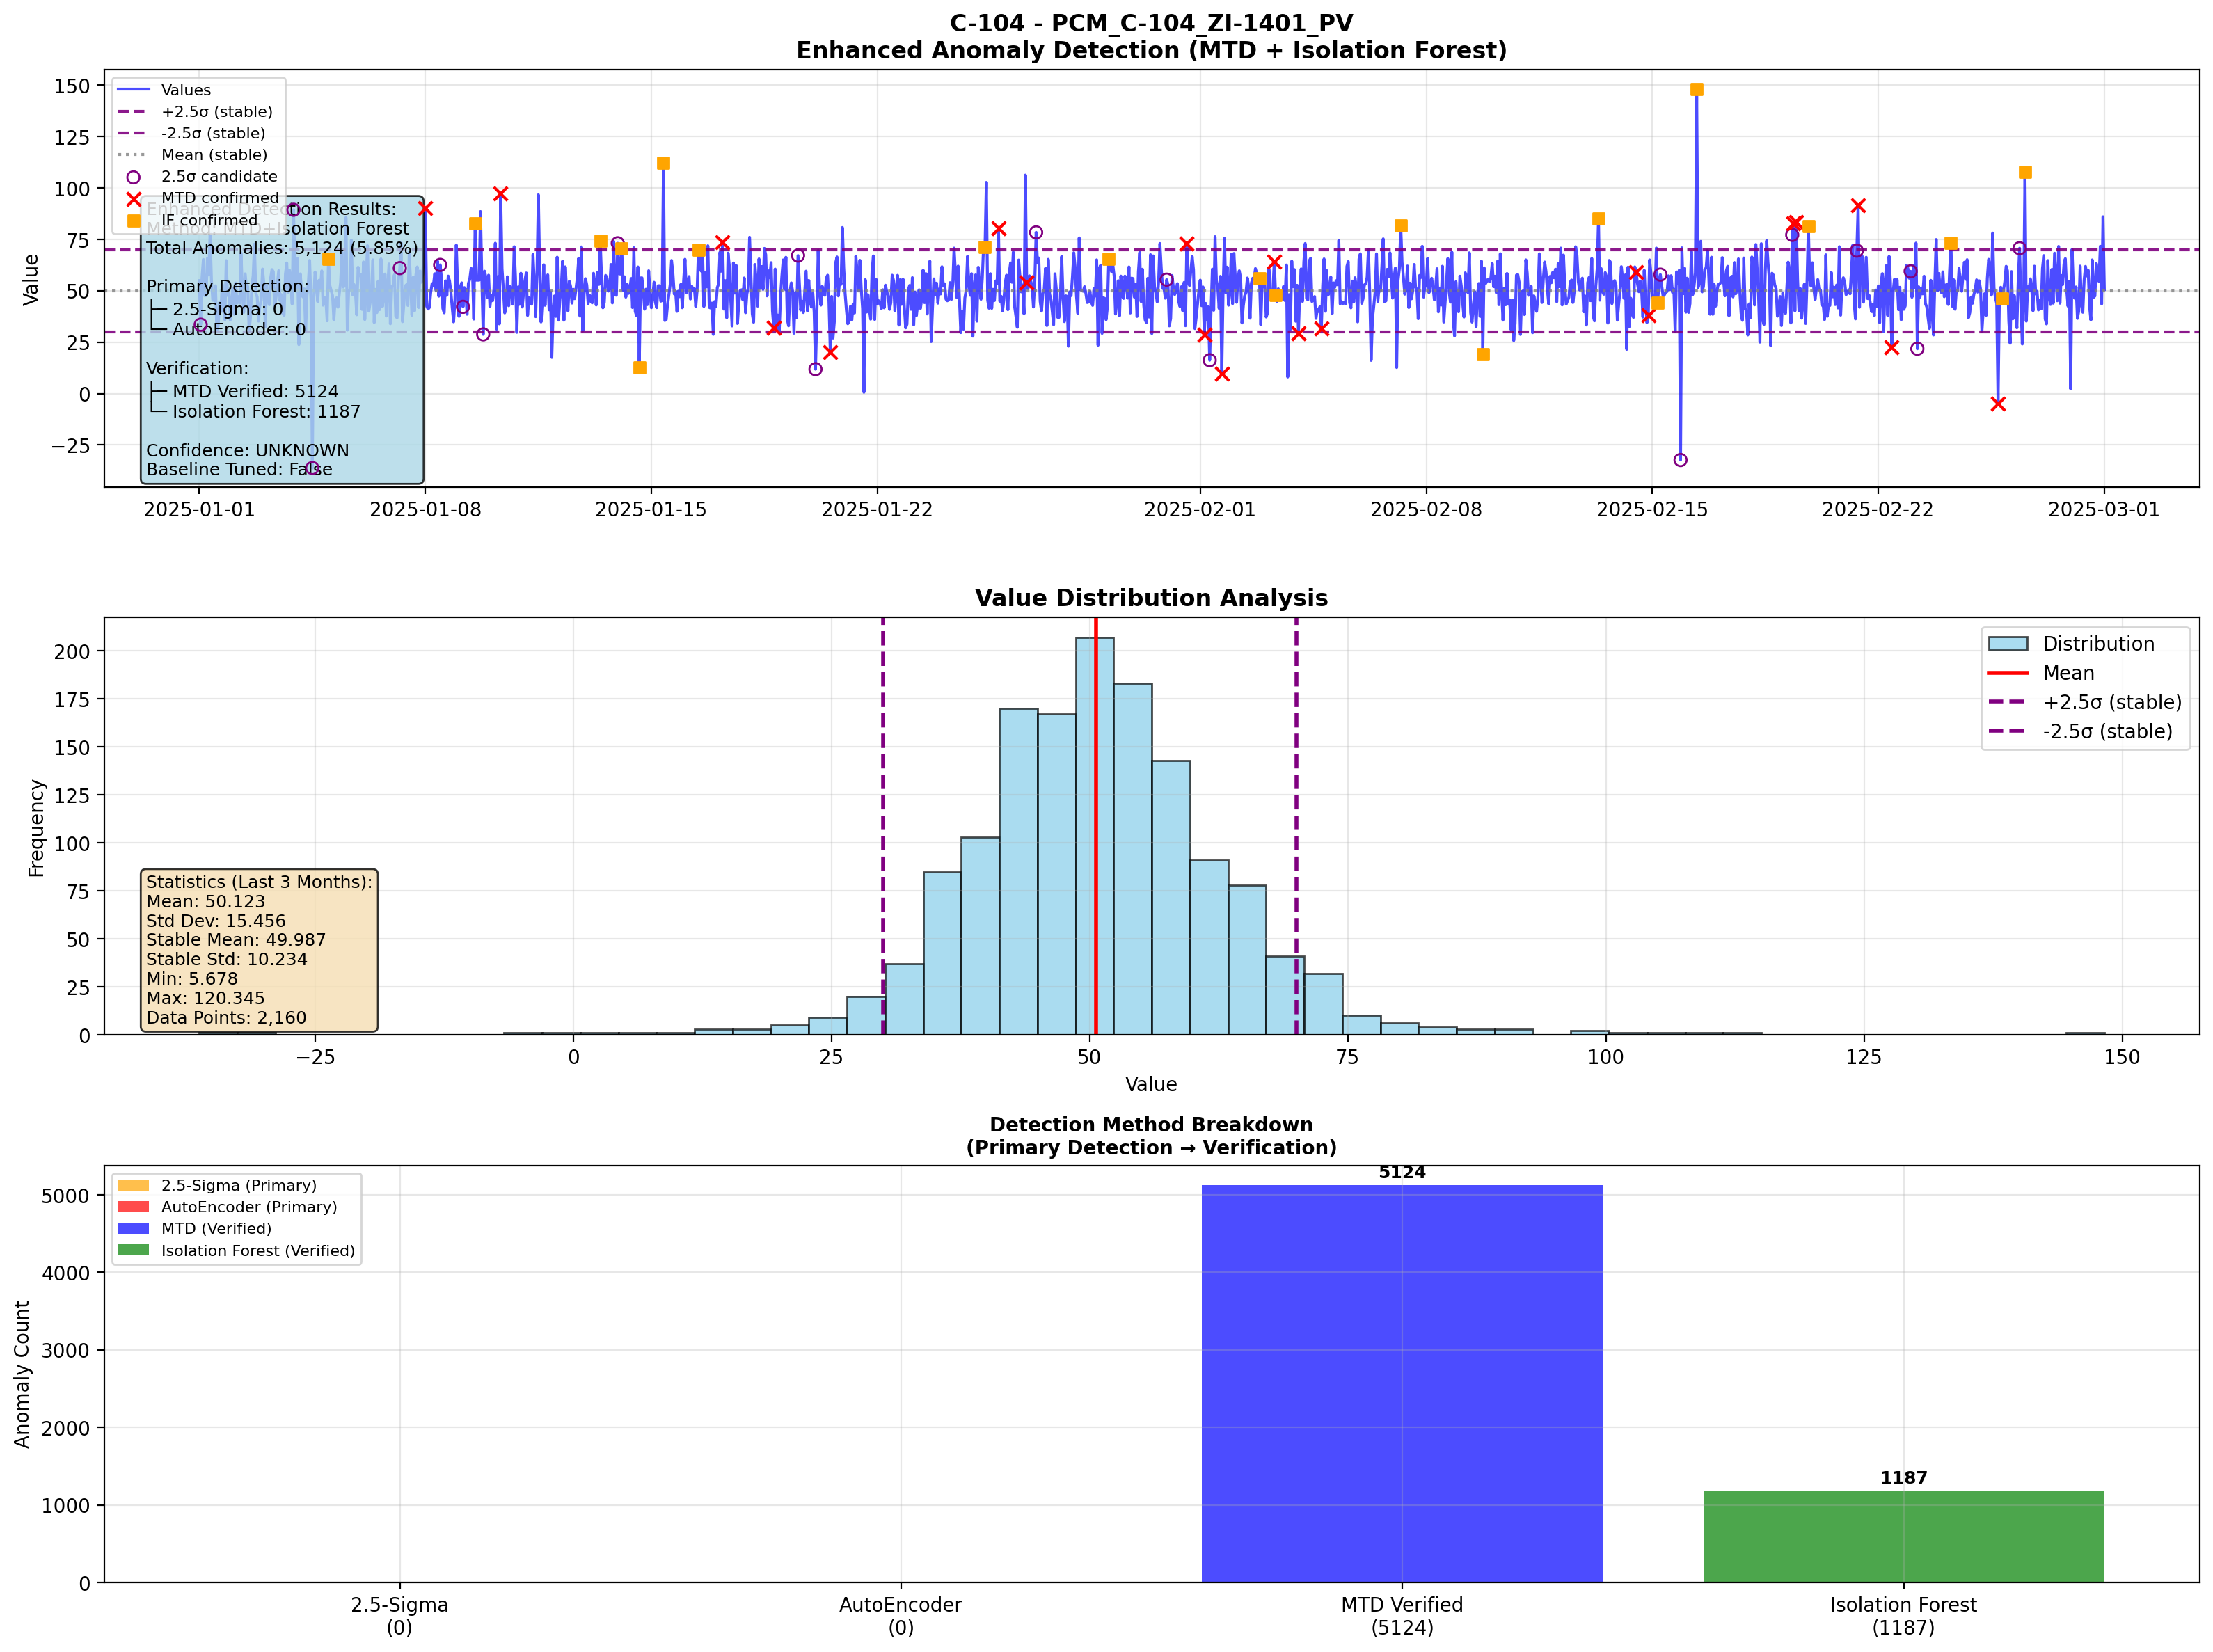 C-104 - PCM_C-104_ZI-1401_PV
Enhanced Anomaly Detection (MTD + Isolation Forest)
Value
150
125
100
75
50
25
0
−25
Values
+2.5σ (stable)
-2.5σ (stable)
Mean (stable)
2.5σ candidate
MTD confirmed
IF confirmed
Enhanced Detection Results:
Method: MTD+Isolation Forest
Total Anomalies: 5,124 (5.85%)
Primary Detection:
├─ 2.5-Sigma: 0
└─ AutoEncoder: 0
Verification:
├─ MTD Verified: 5124
└─ Isolation Forest: 1187
Confidence: UNKNOWN
Baseline Tuned: False
2025-01-01
2025-01-08
2025-01-15
2025-01-22
2025-02-01
2025-02-08
2025-02-15
2025-02-22
2025-03-01
Value Distribution Analysis
Frequency
200
175
150
125
100
75
50
25
0
Distribution
Mean
+2.5σ (stable)
-2.5σ (stable)
Statistics (Last 3 Months):
Mean: 50.123
Std Dev: 15.456
Stable Mean: 49.987
Stable Std: 10.234
Min: 5.678
Max: 120.345
Data Points: 2,160
−25
0
25
50
75
100
125
150
Value
Detection Method Breakdown
(Primary Detection → Verification)
Anomaly Count
5000
4000
3000
2000
1000
0
2.5-Sigma (Primary)
AutoEncoder (Primary)
MTD (Verified)
Isolation Forest (Verified)
5124
1187
2.5-Sigma
(0)
AutoEncoder
(0)
MTD Verified
(5124)
Isolation Forest
(1187)